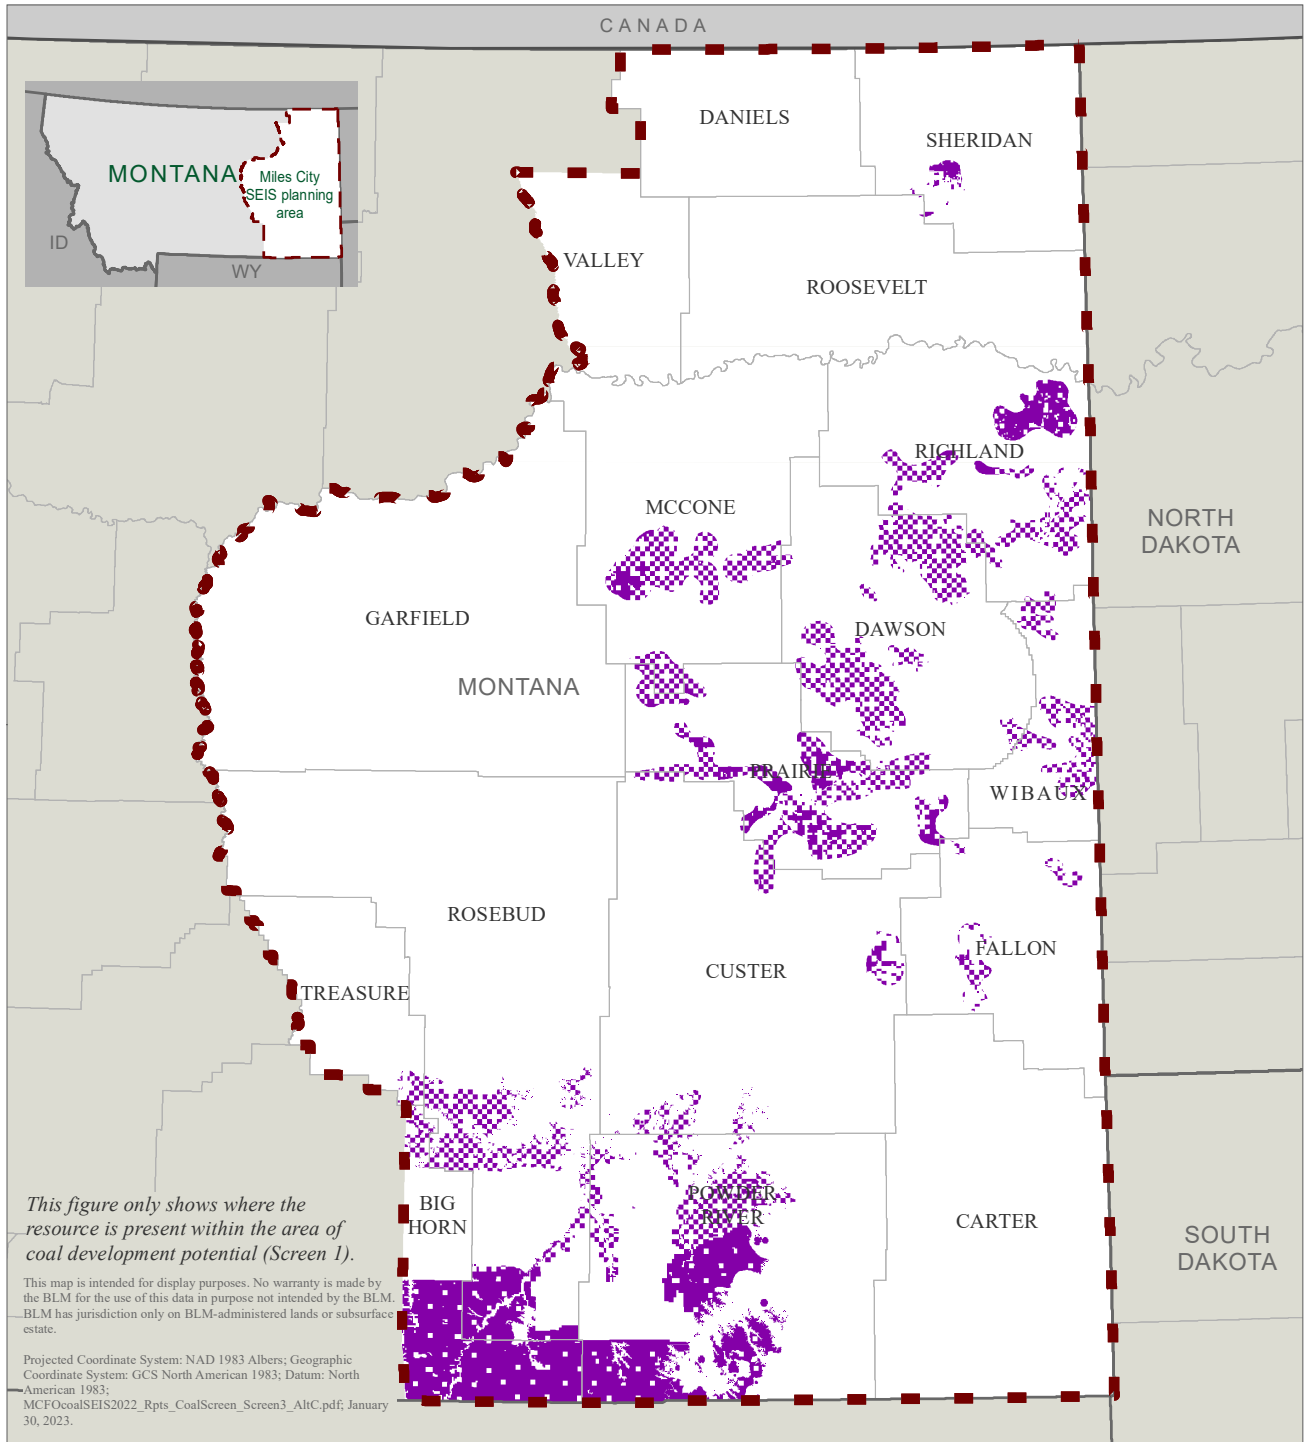 CANADA
DANIELS
SHERIDAN
MONTANA
Miles City
SEIS planning
area
ID
WY
VALLEY
ROOSEVELT
RICHLAND
MCCONE
NORTH
DAKOTA
GARFIELD
DAWSON
MONTANA
PRAIRIE
WIBAUX
ROSEBUD
FALLON
CUSTER
TREASURE
POWDER
RIVER
BIG
HORN
CARTER
SOUTH
DAKOTA
This figure only shows where the
resource is present within the area of
coal development potential (Screen 1).
This map is intended for display purposes. No warranty is made by
the BLM for the use of this data in purpose not intended by the BLM.
BLM has jurisdiction only on BLM-administered lands or subsurface
estate.
Projected Coordinate System: NAD 1983 Albers; Geographic
Coordinate System: GCS North American 1983; Datum: North
American 1983;
MCFOcoalSEIS2022_Rpts_CoalScreen_Screen3_AltC.pdf; January
30, 2023.